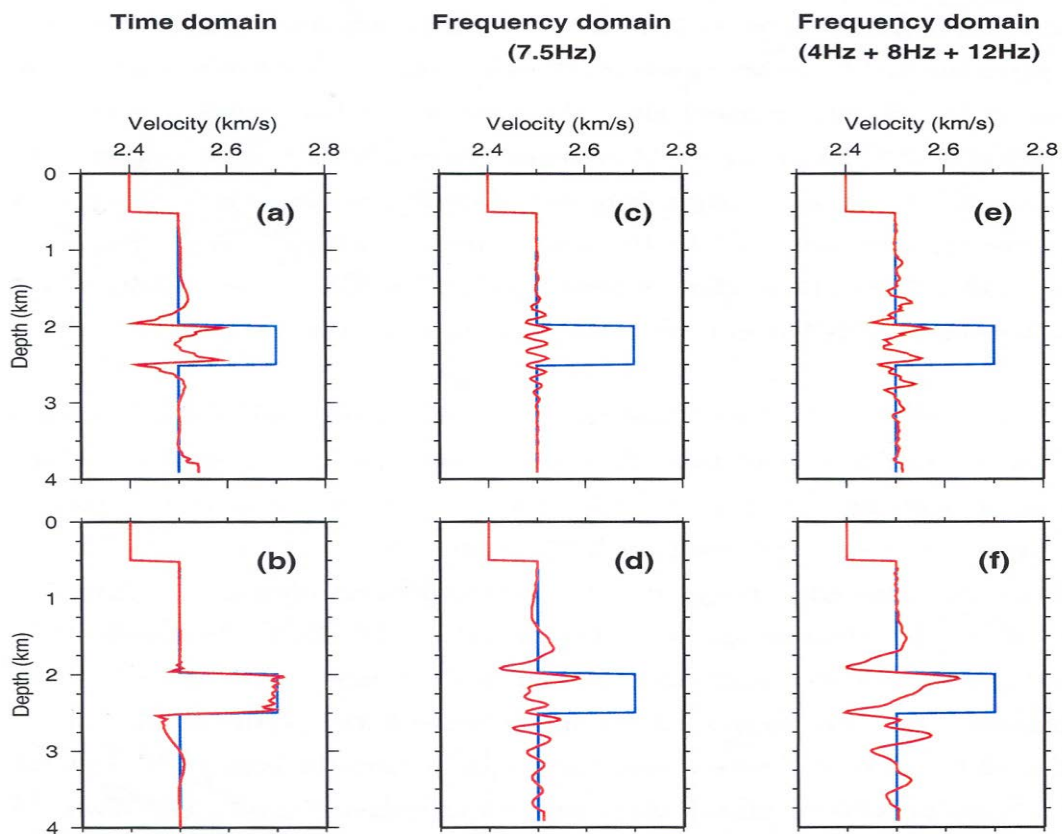 Time domain
Frequency domain
(7.5Hz)
Frequency domain
(4Hz + 8Hz + 12Hz)
Velocity (km/s)
Velocity (km/s)
Velocity (km/s)
2.4 2.6 2.8
2.4 2.6 2.8
2.4 2.6 2.8
Depth (km)
0
1
2
3
4
(a)
(c)
(e)
Depth (km)
0
1
2
3
4
(b)
(d)
(f)